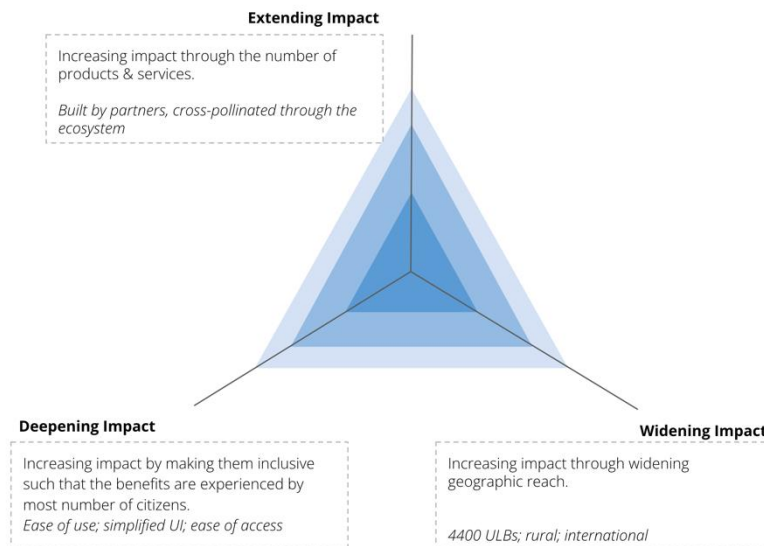 Extending Impact
Increasing impact through the number of
products & services.
Built by partners, cross-pollinated through the
ecosystem
Deepening Impact
Increasing impact by making them inclusive
such that the benefits are experienced by
most number of citizens.
Ease of use; simplified UI; ease of access
Widening Impact
Increasing impact through widening
geographic reach.
4400 ULBs; rural; international